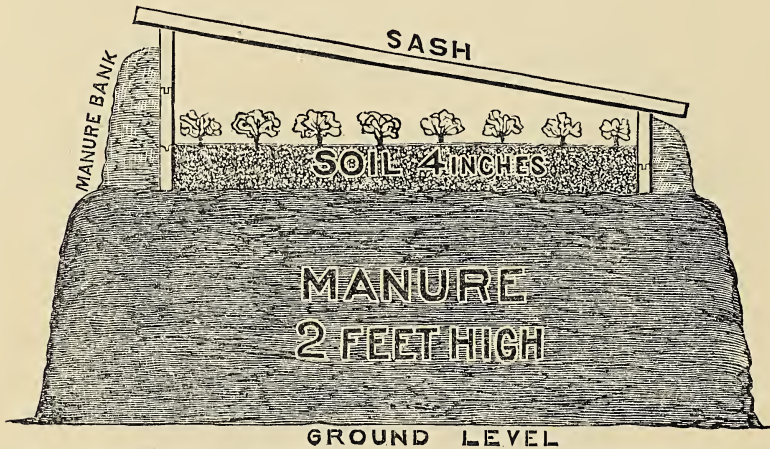 SASH
MANURE BANK
SOIL 4 INCHES
MANURE
2 FEET HIGH
GROUND LEVEL